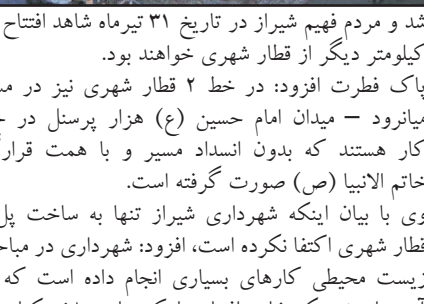 شد و مردم فهیم شیراز در تاریخ ۳۱ تیرماه شاهد افتتاح
کیلومتر دیگر از قطار شهری خواهند بود.
پاک فطرت افزود: در خط ۲ قطار شهری نیز در
میانرود – میدان امام حسین (ع) هزار پرسنل در
کار هستند که بدون انسداد مسیر و با همت
خاتم الانبیا (ص) صورت گرفته است.
وی با بیان اینکه شهرداری شیراز تنها به ساخت پل
قطار شهری اکتفا نکرده است، افزود: شهرداری در
زیست محیطی کارهای بسیاری انجام داده است که